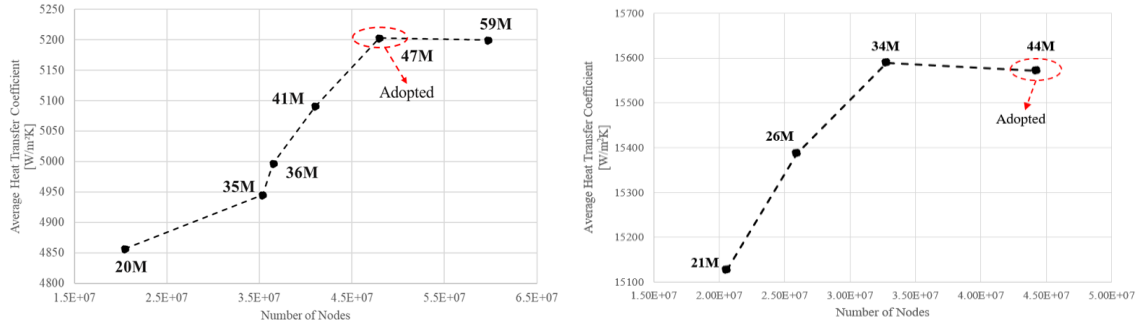 5250
5200
5150
5100
5050
5000
4950
4900
4850
4800
Average Heat Transfer Coefficient
[W/m²K]
59M
47M
Adopted
41M
36M
35M
20M
1.5E+07 2.5E+07 3.5E+07 4.5E+07 5.5E+07 6.5E+07
Number of Nodes
15700
15600
15500
15400
15300
15200
15100
Average Heat Transfer Coefficient
[W/m²K]
34M
44M
Adopted
26M
21M
1.50E+07 2.00E+07 2.50E+07 3.00E+07 3.50E+07 4.00E+07 4.50E+07 5.00E+07
Number of Nodes